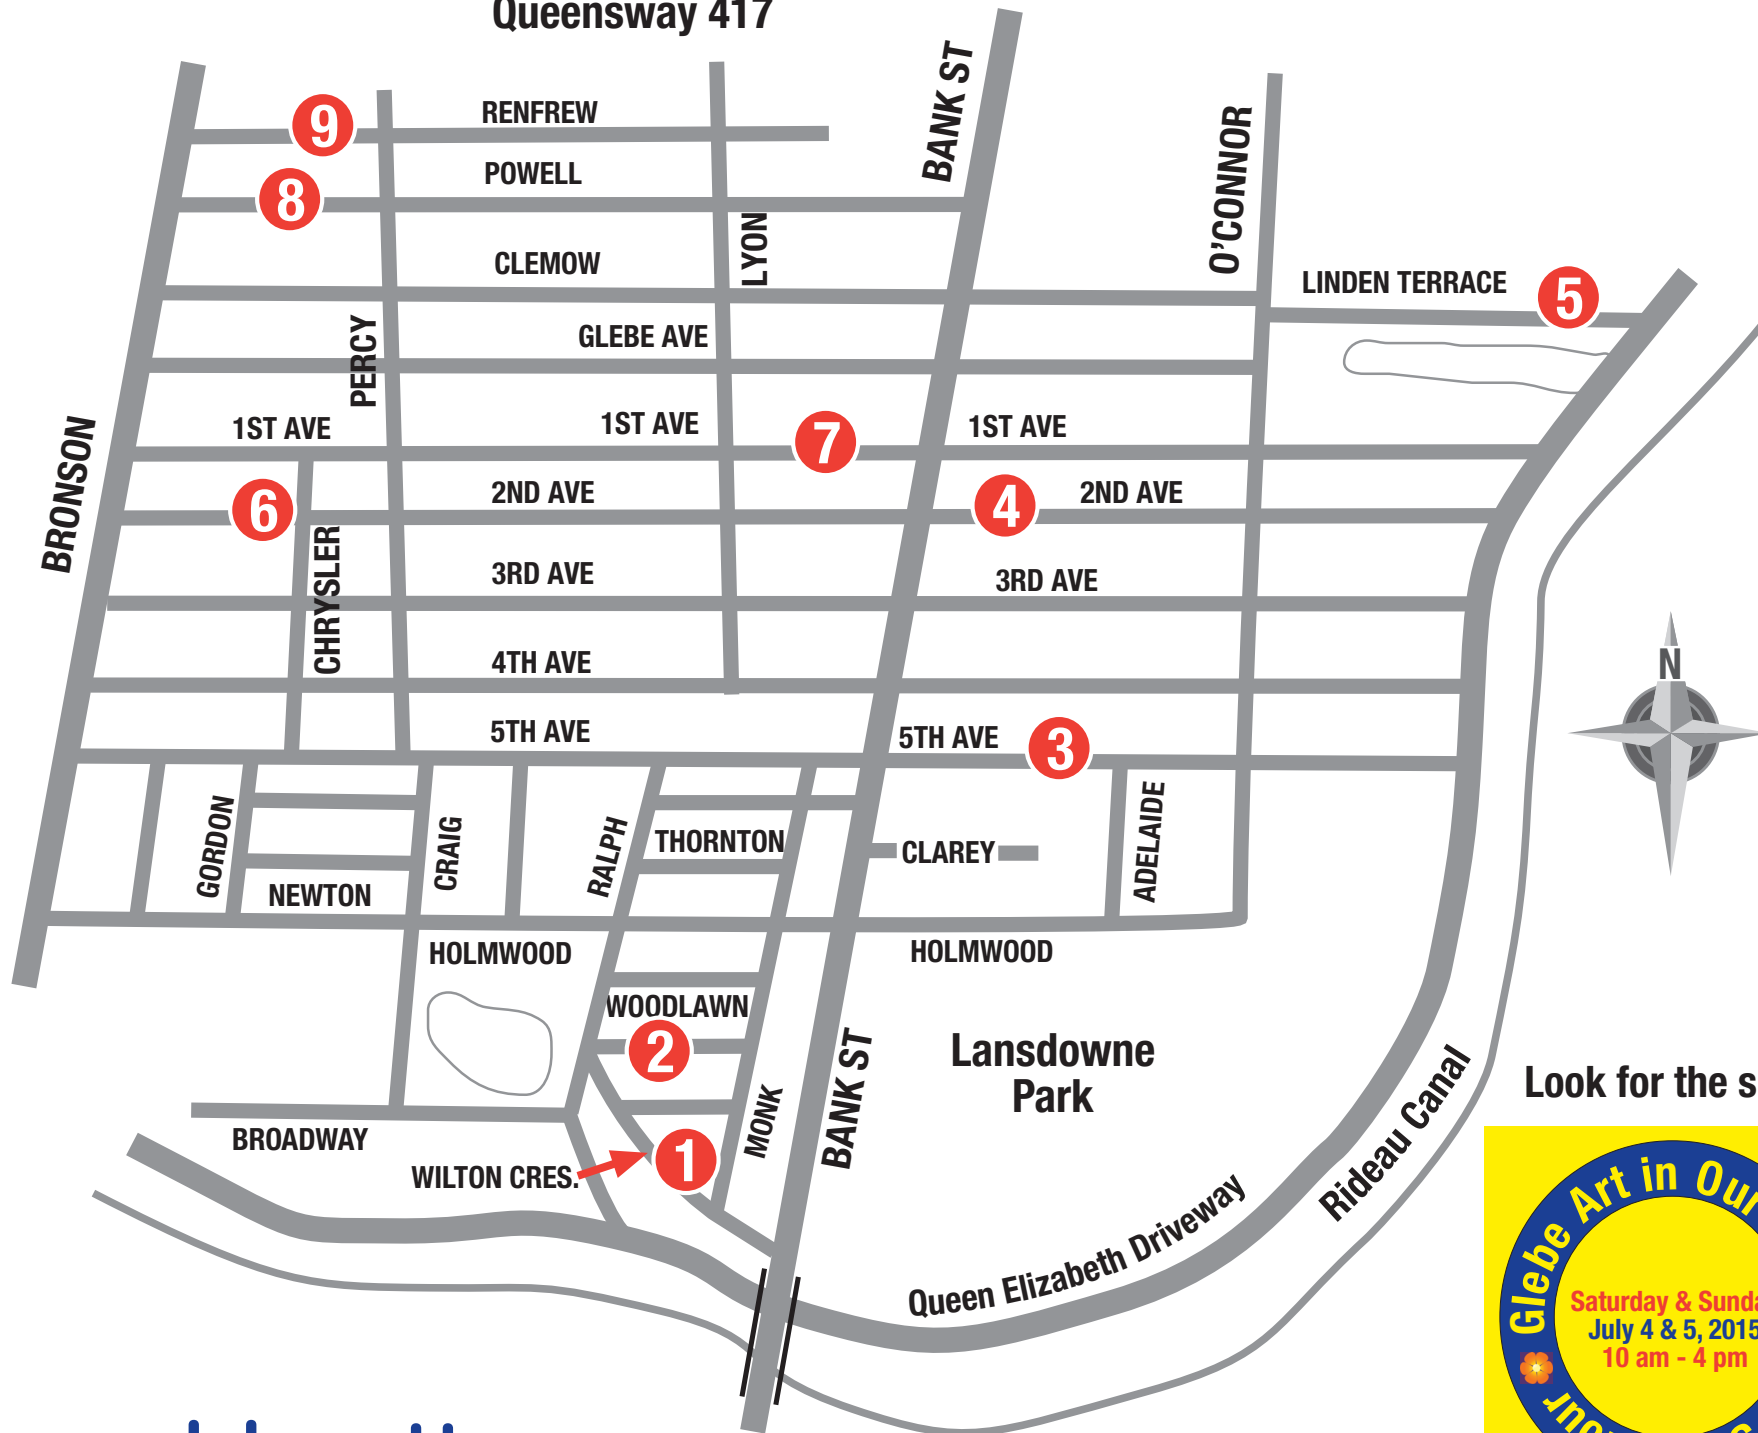 Queensway 417
BANK ST
9
RENFREW
O'CONNOR
POWELL
8
LYON
CLEMOW
LINDEN TERRACE
5
PERCY
GLEBE AVE
BRONSON
1ST AVE
1ST AVE
7
1ST AVE
6
2ND AVE
4
2ND AVE
CHRYSLER
3RD AVE
3RD AVE
4TH AVE
N
5TH AVE
5TH AVE
3
GORDON
CRAIG
RALPH
THORNTON
CLAREY
ADELAIDE
NEWTON
HOLMWOOD
HOLMWOOD
WOODLAWN
2
Lansdowne
Park
BANK ST
MONK
Rideau Canal
Look for the s
BROADWAY
WILTON CRES.
1
Queen Elizabeth Driveway
Glebe Art in Our
Saturday & Sunda
July 4 & 5, 2015
10 am - 4 pm